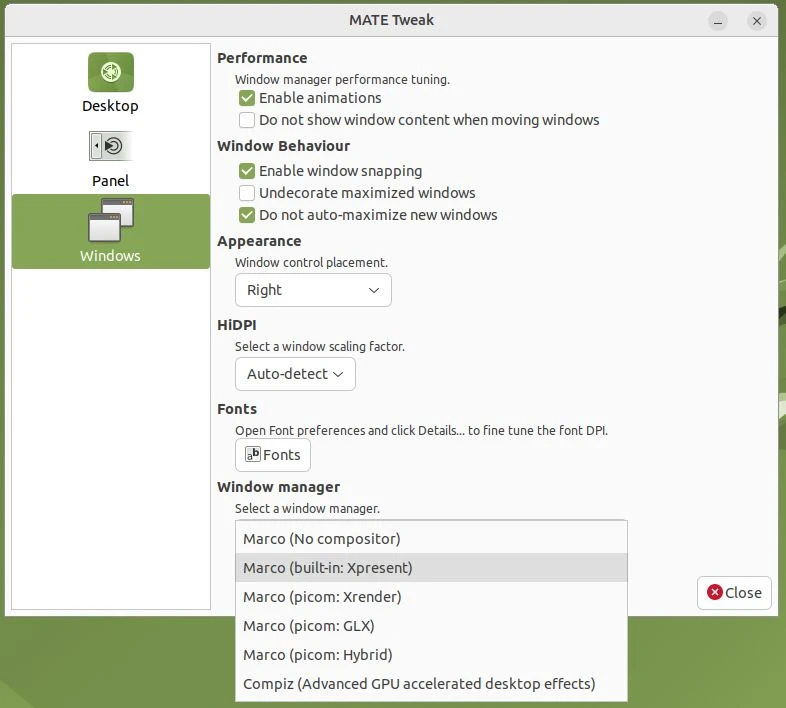 MATE Tweak
Desktop
Panel
Windows
Performance
Window manager performance tuning.
Enable animations
Do not show window content when moving windows
Window Behaviour
Enable window snapping
Undecorate maximized windows
Do not auto-maximize new windows
Appearance
Window control placement.
Right
HiDPI
Select a window scaling factor.
Auto-detect
Fonts
Open Font preferences and click Details... to fine tune the font DPI.
Fonts
Window manager
Select a window manager.
Marco (No compositor)
Marco (built-in: Xpresent)
Marco (picom: Xrender)
Marco (picom: GLX)
Marco (picom: Hybrid)
Compiz (Advanced GPU accelerated desktop effects)
Close